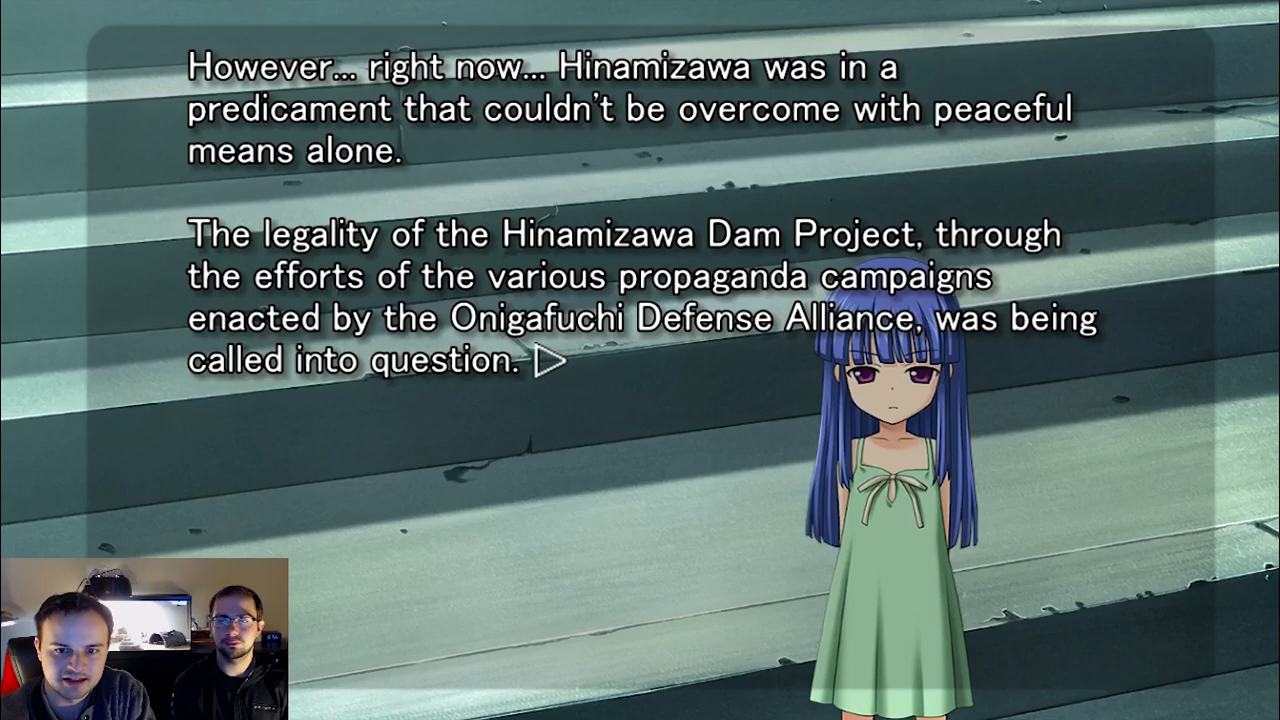 However... right now... Hinamizawa was in a
predicament that couldn't be overcome with peaceful
means alone.
The legality of the Hinamizawa Dam Project, through
the efforts of the various propaganda campaigns
enacted by the Onigafuchi Defense Alliance, was being
called into question.